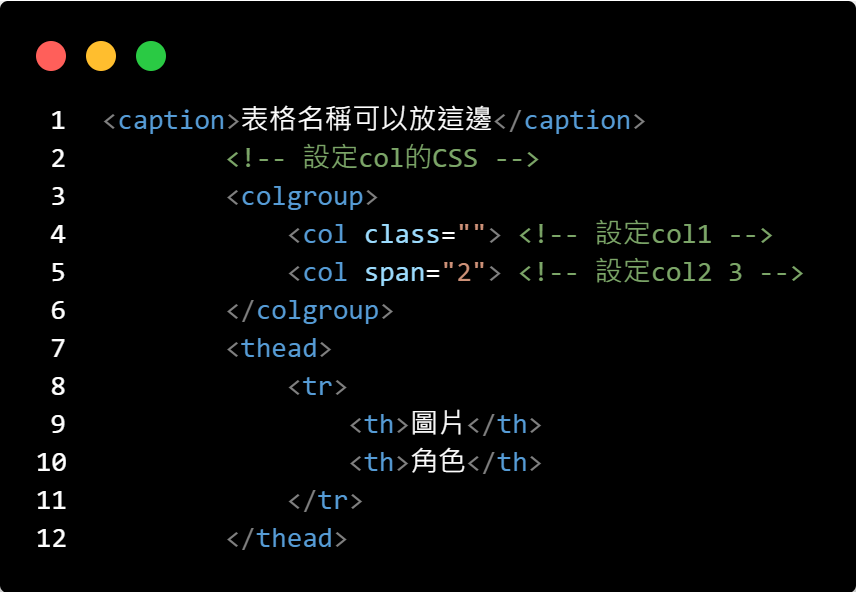 1 <caption>表格名稱可以放這邊</caption>
2 <!-- 設定col的CSS -->
3 <colgroup>
4 <col class=""> <!-- 設定col1 -->
5 <col span="2"> <!-- 設定col2 3 -->
6 </colgroup>
7 <thead>
8 <tr>
9 <th>圖片</th>
10 <th>角色</th>
11 </tr>
12 </thead>